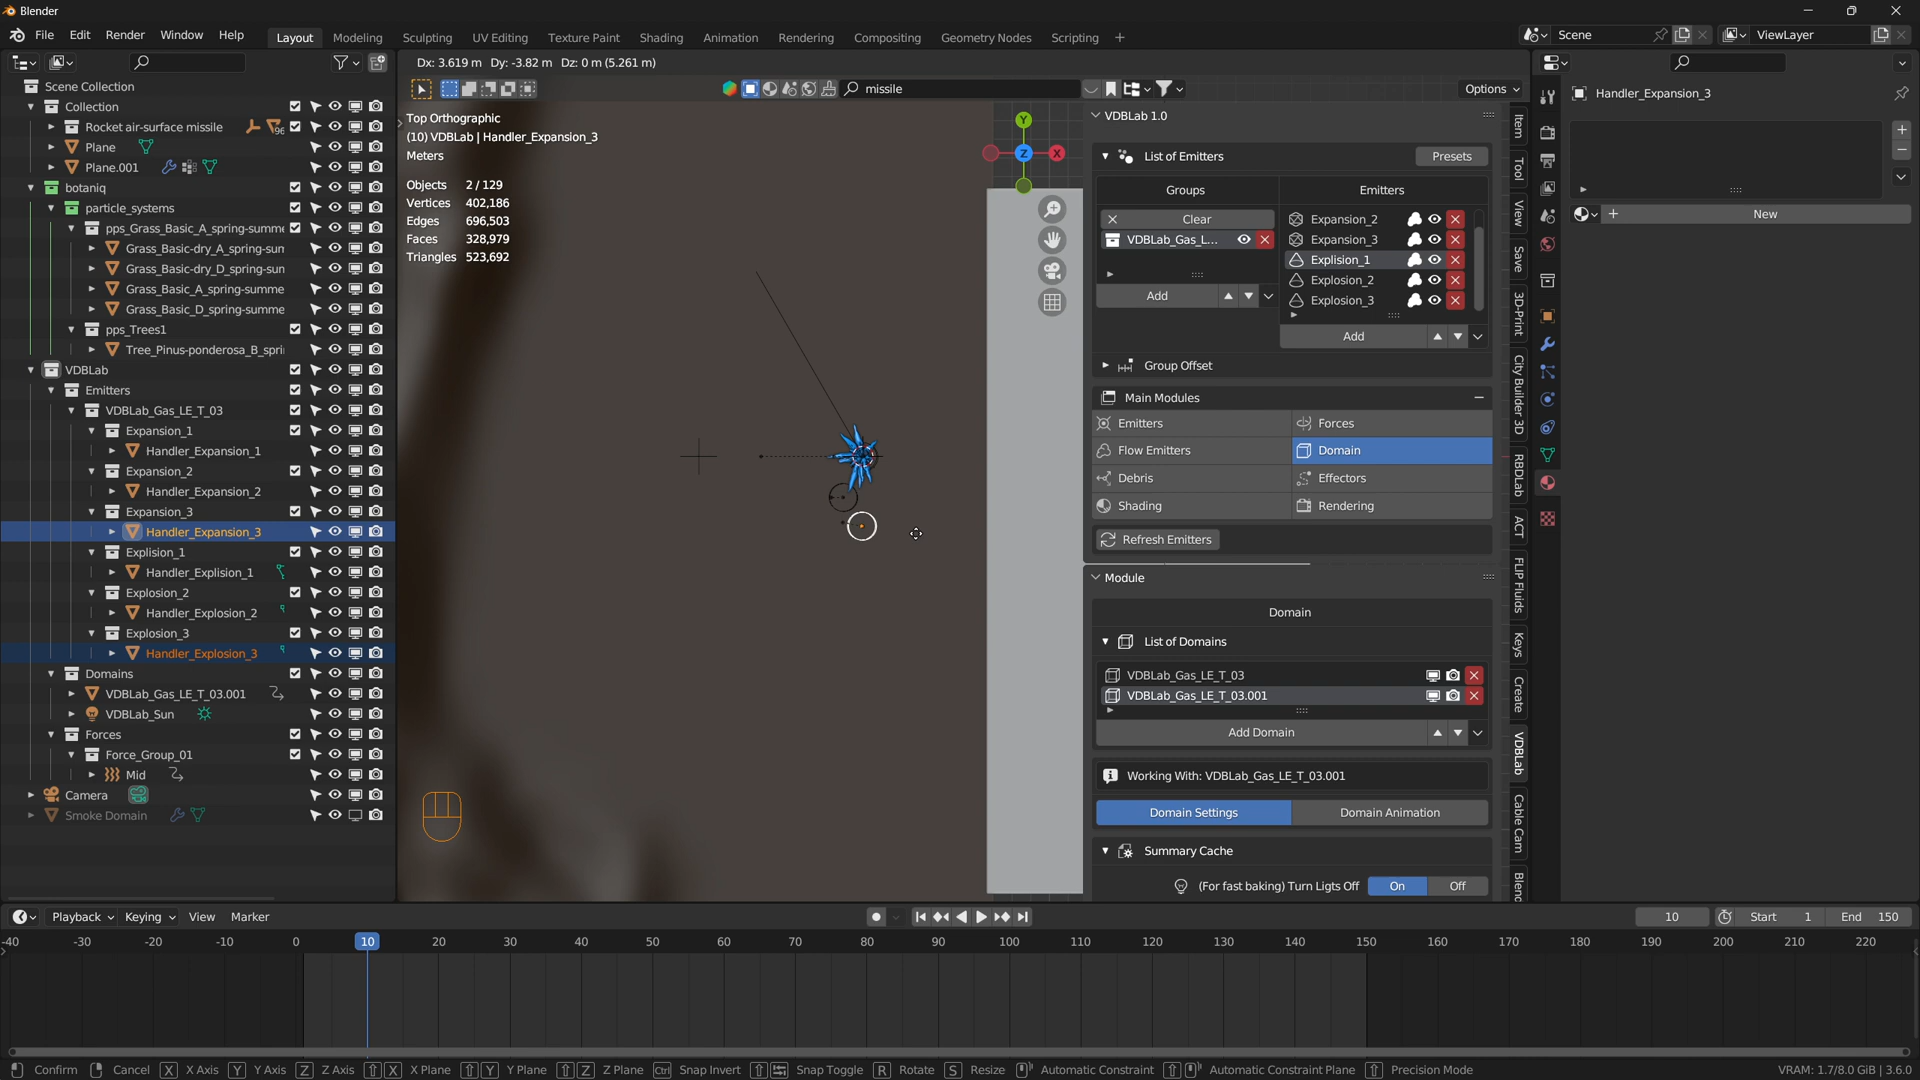 Blender
File Edit Render Window Help Layout Modeling Sculpting UV Editing Texture Paint Shading Animation Rendering Compositing Geometry Nodes Scripting + Scene ViewLayer
Dx: 3.619 m Dy: -3.82 m Dz: 0 m (5.261 m)
missile
Options
Scene Collection
Collection
Rocket air-surface missile 96
Plane
Plane.001
botaniq
particle_systems
pps_Grass_Basic_A_spring-summe
Grass_Basic-dry_A_spring-sun
Grass_Basic-dry_D_spring-sun
Grass_Basic_A_spring-summe
Grass_Basic_D_spring-summe
pps_Trees1
Tree_Pinus-ponderosa_B_spri
VDBLab
Emitters
VDBLab_Gas_LE_T_03
Expansion_1
Handler_Expansion_1
Expansion_2
Handler_Expansion_2
Expansion_3
Handler_Expansion_3
Explision_1
Handler_Explision_1
Explosion_2
Handler_Explosion_2
Explosion_3
Handler_Explosion_3
Domains
VDBLab_Gas_LE_T_03.001
VDBLab_Sun
Forces
Force_Group_01
Mid
Camera
Smoke Domain
Top Orthographic
(10) VDBLab | Handler_Expansion_3
Meters
Objects 2 / 129
Vertices 402,186
Edges 696,503
Faces 328,979
Triangles 523,692
Y
Z X
VDBLab 1.0
List of Emitters Presets
Groups Emitters
Clear
VDBLab_Gas_L...
Add
Expansion_2
Expansion_3
Explision_1
Explosion_2
Explosion_3
Add
Group Offset
Main Modules
Emitters Forces
Flow Emitters Domain
Debris Effectors
Shading Rendering
Refresh Emitters
Module
Domain
List of Domains
VDBLab_Gas_LE_T_03
VDBLab_Gas_LE_T_03.001
Add Domain
Working With: VDBLab_Gas_LE_T_03.001
Domain Settings Domain Animation
Summary Cache
(For fast baking) Turn Ligts Off On Off
Item
Tool
View
Save
3D-Print
City Builder 3D
RBDLab
ACT
FLIP Fluids
Keys
Create
VDBLab
Cable Cam
Blend
Handler_Expansion_3
New
Playback Keying View Marker 10 Start 1 End 150
-40 -30 -20 -10 0 10 20 30 40 50 60 70 80 90 100 110 120 130 140 150 160 170 180 190 200 210 220
Confirm Cancel X X Axis Y Y Axis Z Z Axis X X Plane Y Y Plane Z Z Plane Ctrl Snap Invert Snap Toggle R Rotate S Resize Automatic Constraint Automatic Constraint Plane Precision Mode VRAM: 1.7/8.0 GiB | 3.6.0